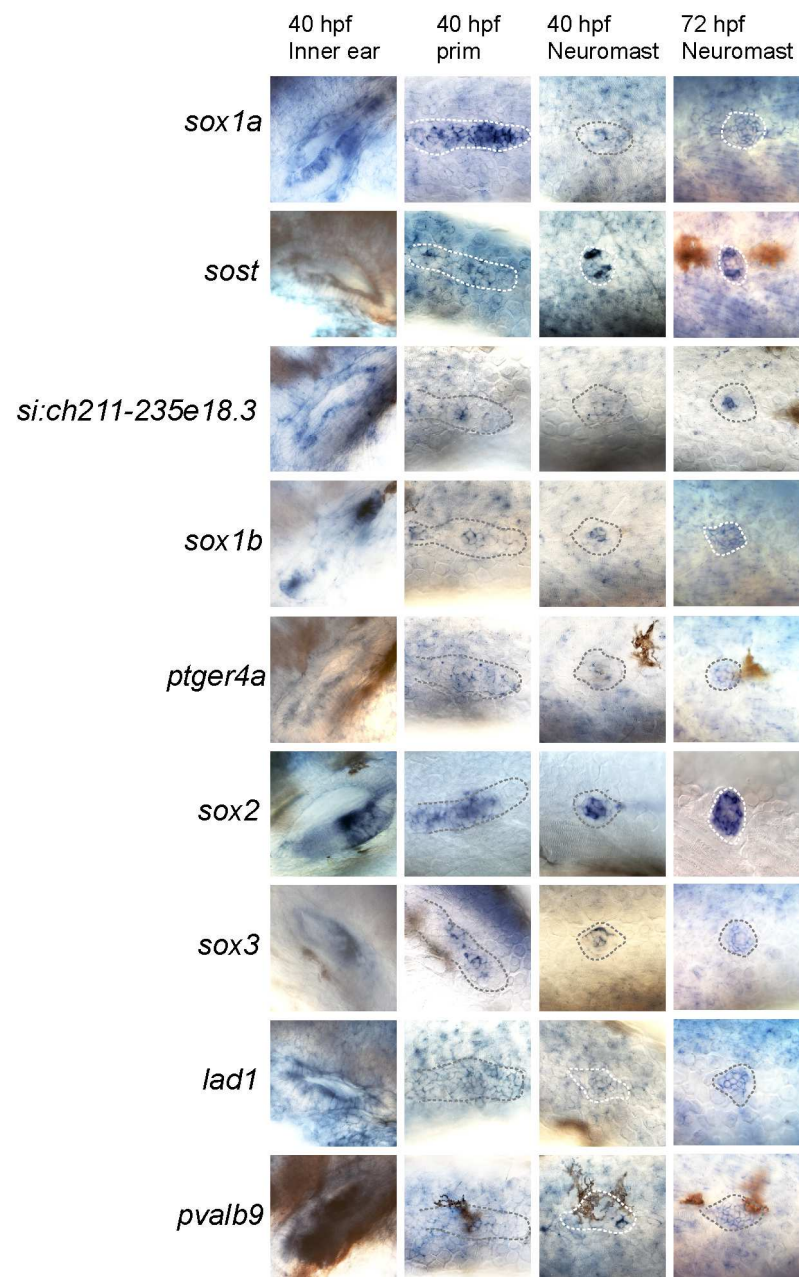 40 hpf Inner ear
40 hpf prim
40 hpf Neuromast
72 hpf Neuromast
sox1a
sost
si:ch211-235e18.3
sox1b
ptger4a
sox2
sox3
lad1
pvalb9